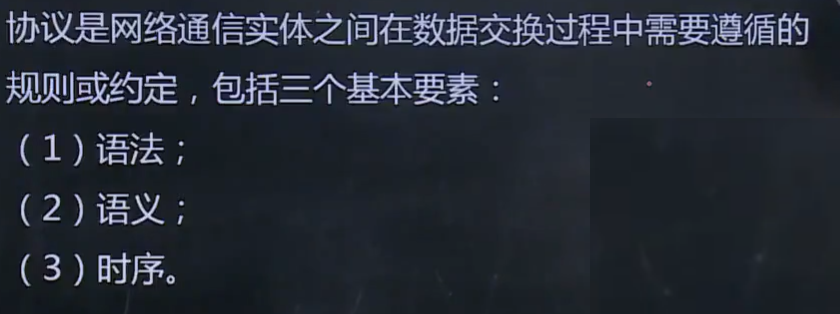 协议是网络通信实体之间在数据交换过程中需要遵循的
规则或约定，包括三个基本要素：
（1）语法；
（2）语义；
（3）时序。